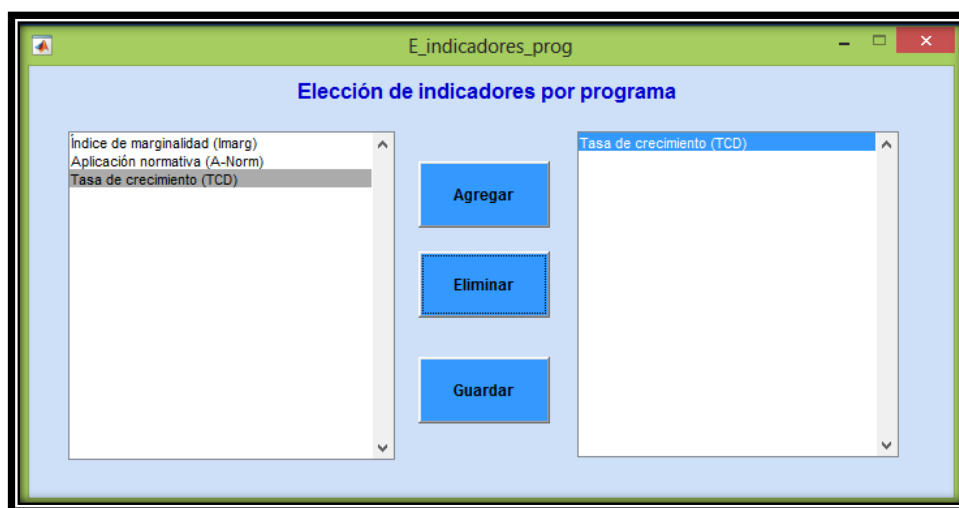 E_indicadores_prog
Elección de indicadores por programa
Índice de marginalidad (Imarg)
Aplicación normativa (A-Norm)
Tasa de crecimiento (TCD)
Agregar
Eliminar
Guardar
Tasa de crecimiento (TCD)